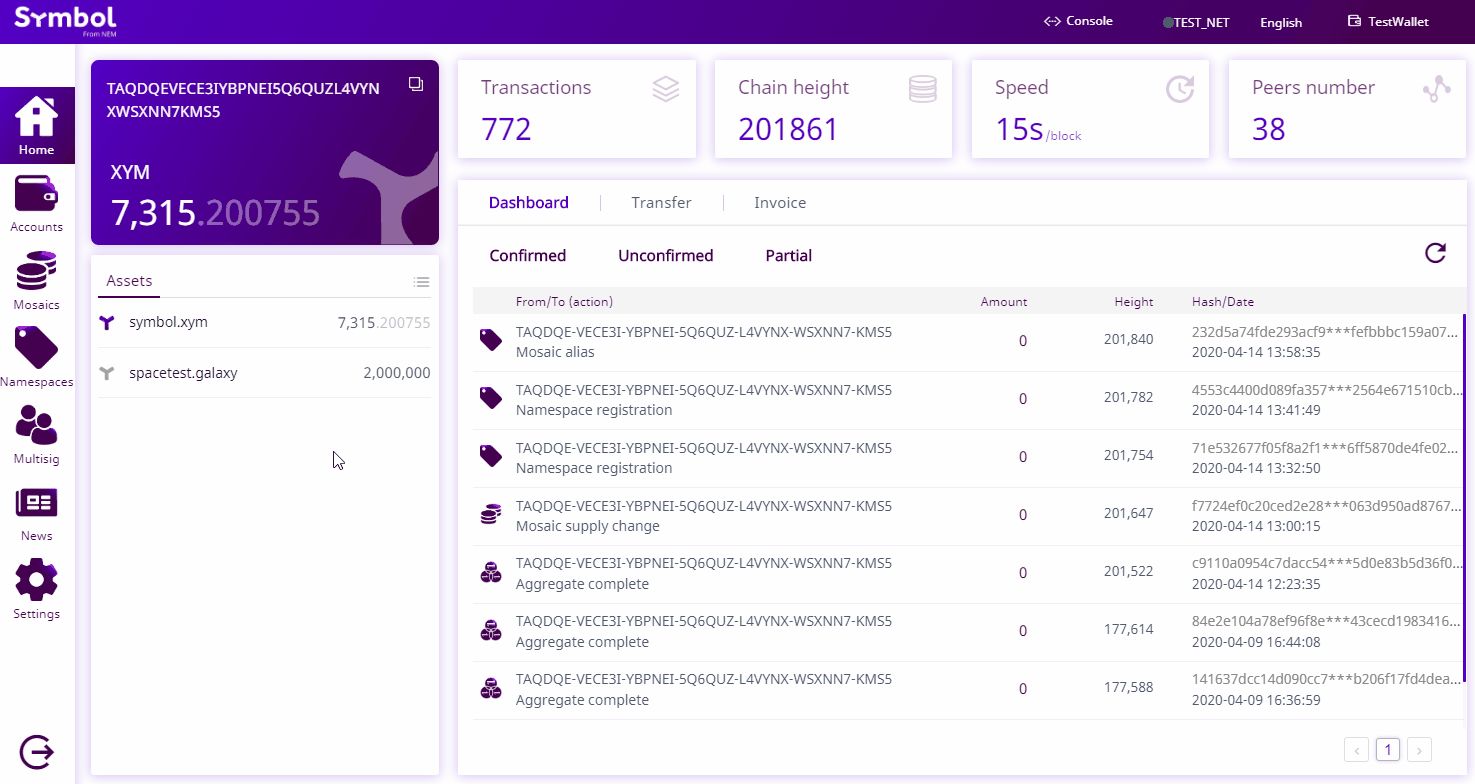 Symbol
From NEM
Console
TEST_NET
English
TestWallet
Home
Accounts
Mosaics
Namespaces
Multisig
News
Settings
TAQDQEVECE3IYBPNEI5Q6QUZL4VYN
XWSXNN7KMS5
XYM
7,315.200755
Assets
symbol.xym 7,315.200755
spacetest.galaxy 2,000,000
Transactions
772
Chain height
201861
Speed
15s/block
Peers number
38
Dashboard Transfer Invoice
Confirmed Unconfirmed Partial
From/To (action) Amount Height Hash/Date
TAQDQE-VECE3I-YBPNEI-5Q6QUZ-L4VYNX-WSXNN7-KMS5 0 201,840 232d5a74fde293acf9***fefbbbc159a07...
Mosaic alias 2020-04-14 13:58:35
TAQDQE-VECE3I-YBPNEI-5Q6QUZ-L4VYNX-WSXNN7-KMS5 0 201,782 4553c4400d089fa357***2564e671510cb...
Namespace registration 2020-04-14 13:41:49
TAQDQE-VECE3I-YBPNEI-5Q6QUZ-L4VYNX-WSXNN7-KMS5 0 201,754 71e532677f05f8a2f1***6ff5870de4fe02...
Namespace registration 2020-04-14 13:32:50
TAQDQE-VECE3I-YBPNEI-5Q6QUZ-L4VYNX-WSXNN7-KMS5 0 201,647 f7724ef0c20ced2e28***063d950ad8767...
Mosaic supply change 2020-04-14 13:00:15
TAQDQE-VECE3I-YBPNEI-5Q6QUZ-L4VYNX-WSXNN7-KMS5 0 201,522 c9110a0954c7dacc54***5d0e83b5d36f0...
Aggregate complete 2020-04-14 12:23:35
TAQDQE-VECE3I-YBPNEI-5Q6QUZ-L4VYNX-WSXNN7-KMS5 0 177,614 84e2e104a78ef96f8e***43cecd1983416...
Aggregate complete 2020-04-09 16:44:08
TAQDQE-VECE3I-YBPNEI-5Q6QUZ-L4VYNX-WSXNN7-KMS5 0 177,588 141637dcc14d090cc7***b206f17fd4dea...
Aggregate complete 2020-04-09 16:36:59
‹ 1 ›